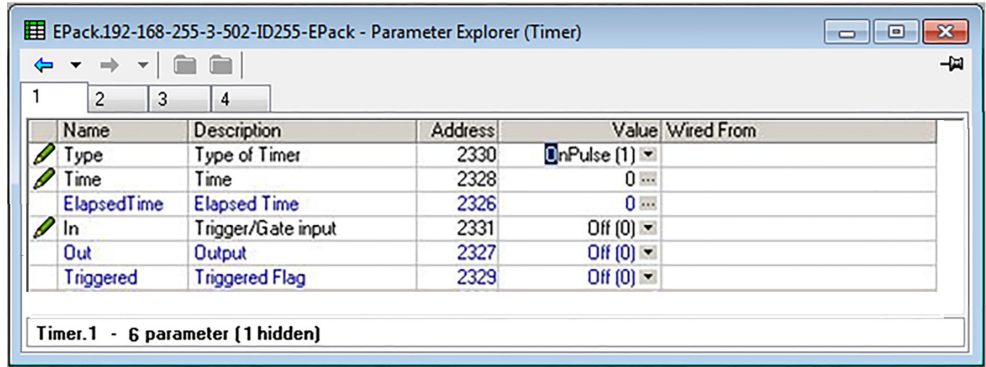 EPack.192-168-255-3-502-ID255-EPack - Parameter Explorer (Timer)
1 2 3 4
Name Description Address Value Wired From
Type Type of Timer 2330 OnPulse (1)
Time Time 2328 0
ElapsedTime Elapsed Time 2326 0
In Trigger/Gate input 2331 Off (0)
Out Output 2327 Off (0)
Triggered Triggered Flag 2329 Off (0)
Timer.1 - 6 parameter (1 hidden)